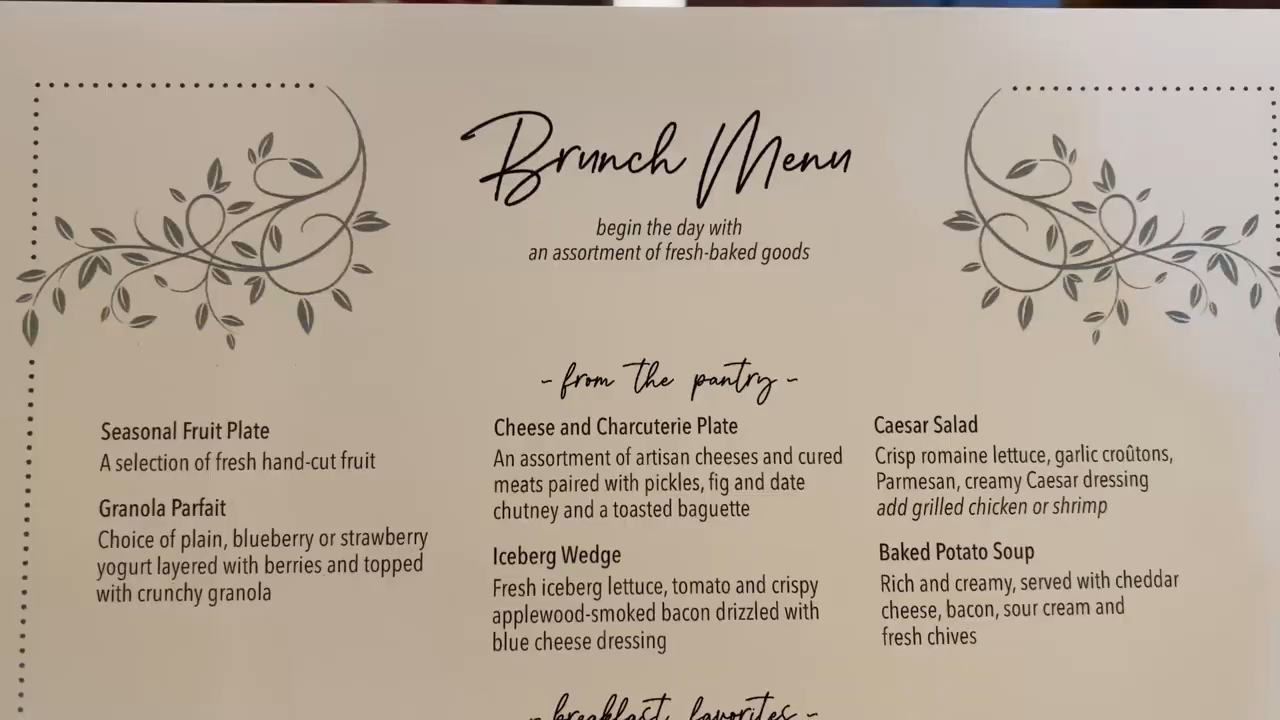 Brunch Menu
begin the day with
an assortment of fresh-baked goods
- from the pantry -
Seasonal Fruit Plate
A selection of fresh hand-cut fruit
Granola Parfait
Choice of plain, blueberry or strawberry
yogurt layered with berries and topped
with crunchy granola
Cheese and Charcuterie Plate
An assortment of artisan cheeses and cured
meats paired with pickles, fig and date
chutney and a toasted baguette
Iceberg Wedge
Fresh iceberg lettuce, tomato and crispy
applewood-smoked bacon drizzled with
blue cheese dressing
Caesar Salad
Crisp romaine lettuce, garlic croûtons,
Parmesan, creamy Caesar dressing
add grilled chicken or shrimp
Baked Potato Soup
Rich and creamy, served with cheddar
cheese, bacon, sour cream and
fresh chives
- breakfast favorites -